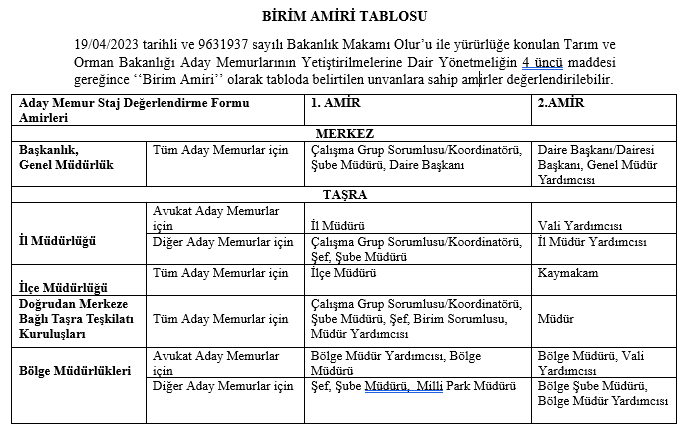 BİRİM AMİRİ TABLOSU
19/04/2023 tarihli ve 9631937 sayılı Bakanlık Makamı Olur’u ile yürürlüğe konulan Tarım ve
Orman Bakanlığı Aday Memurlarının Yetiştirilmelerine Dair Yönetmeliğin 4 üncü maddesi
gereğince ‘‘Birim Amiri’’ olarak tabloda belirtilen unvanlara sahip amirler değerlendirilebilir.
Aday Memur Staj Değerlendirme Formu
Amirleri
1. AMİR
2.AMİR
MERKEZ
Başkanlık,
Genel Müdürlük
Tüm Aday Memurlar için
Çalışma Grup Sorumlusu/Koordinatörü,
Şube Müdürü, Daire Başkanı
Daire Başkanı/Dairesi
Başkanı, Genel Müdür
Yardımcısı
TAŞRA
İl Müdürlüğü
Avukat Aday Memurlar
için
İl Müdürü
Vali Yardımcısı
Diğer Aday Memurlar için
Çalışma Grup Sorumlusu/Koordinatörü,
Şef, Şube Müdürü
İl Müdür Yardımcısı
İlçe Müdürlüğü
Tüm Aday Memurlar için
İlçe Müdürü
Kaymakam
Doğrudan Merkeze
Bağlı Taşra Teşkilatı
Kuruluşları
Tüm Aday Memurlar için
Çalışma Grup Sorumlusu/Koordinatörü,
Şube Müdürü, Şef, Birim Sorumlusu,
Müdür Yardımcısı
Müdür
Bölge Müdürlükleri
Avukat Aday Memurlar
için
Bölge Müdür Yardımcısı, Bölge
Müdürü
Bölge Müdürü, Vali
Yardımcısı
Diğer Aday Memurlar için
Şef, Şube Müdürü, Milli Park Müdürü
Bölge Şube Müdürü,
Bölge Müdür Yardımcısı